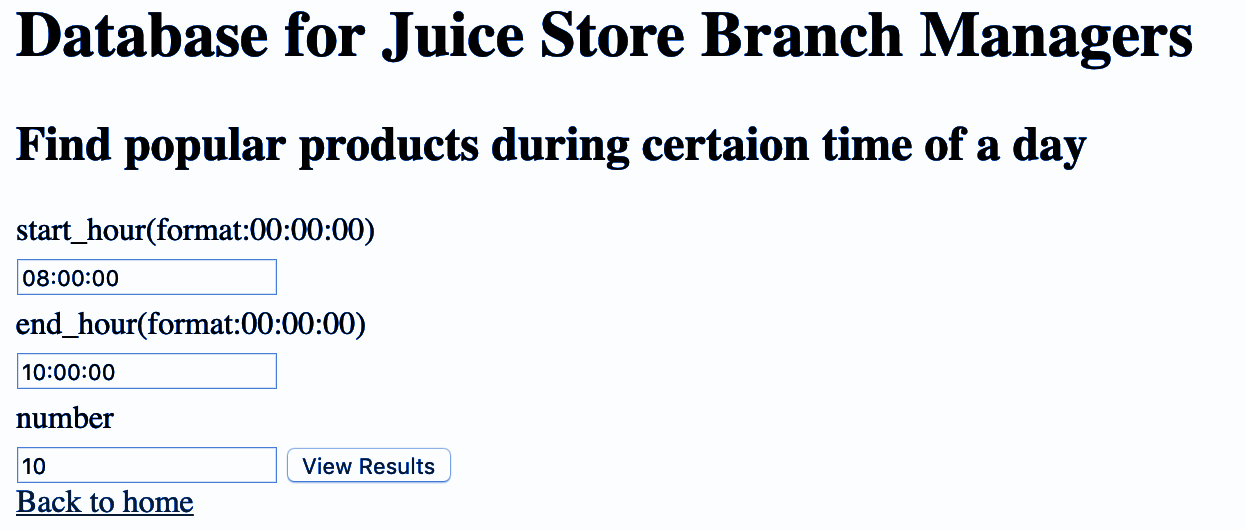 Database for Juice Store Branch Managers
Find popular products during certaion time of a day
start_hour(format:00:00:00)
08:00:00
end_hour(format:00:00:00)
10:00:00
number
10 View Results
Back to home